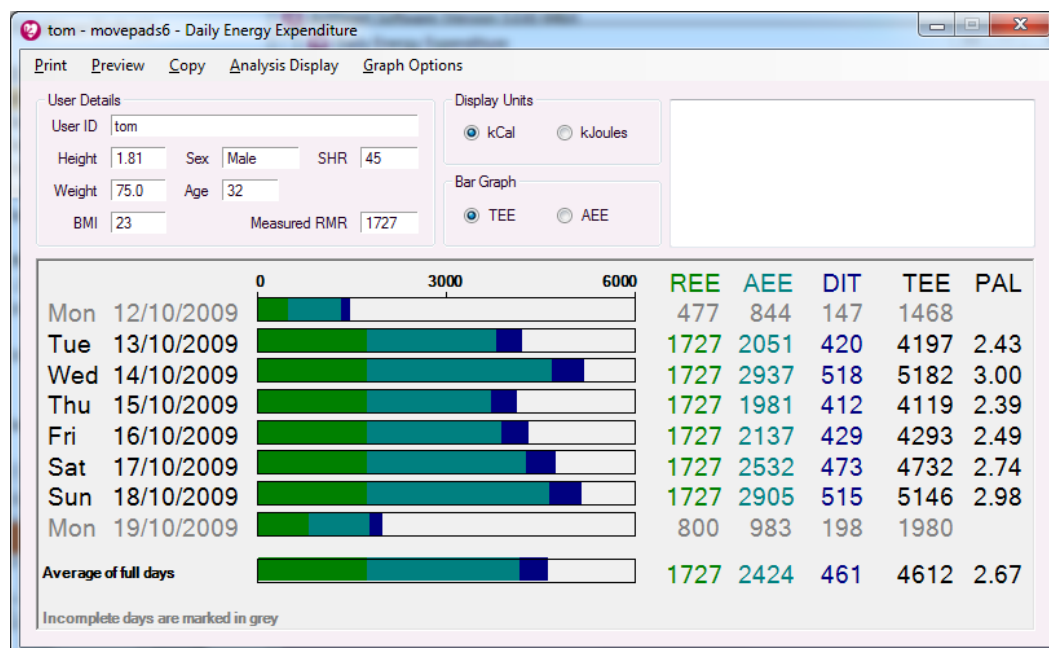 tom - movepads6 - Daily Energy Expenditure
Print Preview Copy Analysis Display Graph Options
User Details
User ID tom
Height 1.81 Sex Male SHR 45
Weight 75.0 Age 32
BMI 23 Measured RMR 1727
Display Units
kCal kJoules
Bar Graph
TEE AEE
0 3000 6000 REE AEE DIT TEE PAL
Mon 12/10/2009 477 844 147 1468
Tue 13/10/2009 1727 2051 420 4197 2.43
Wed 14/10/2009 1727 2937 518 5182 3.00
Thu 15/10/2009 1727 1981 412 4119 2.39
Fri 16/10/2009 1727 2137 429 4293 2.49
Sat 17/10/2009 1727 2532 473 4732 2.74
Sun 18/10/2009 1727 2905 515 5146 2.98
Mon 19/10/2009 800 983 198 1980
Average of full days 1727 2424 461 4612 2.67
Incomplete days are marked in grey